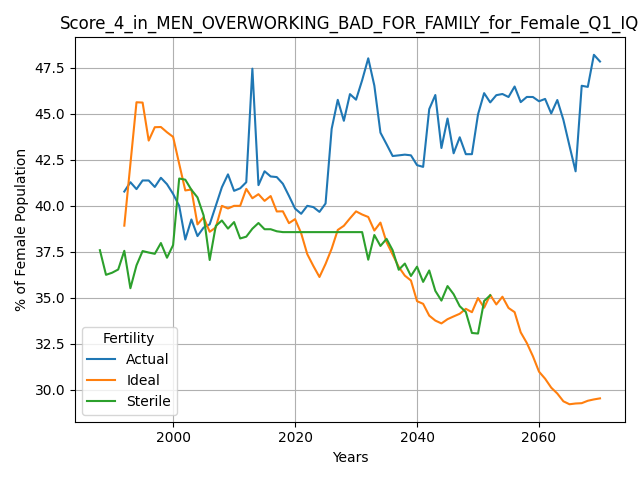 Score_4_in_MEN_OVERWORKING_BAD_FOR_FAMILY_for_Female_Q1_IQ
47.5
45.0
42.5
40.0
37.5
35.0
32.5
30.0
% of Female Population
Fertility
Actual
Ideal
Sterile
2000
2020
2040
2060
Years